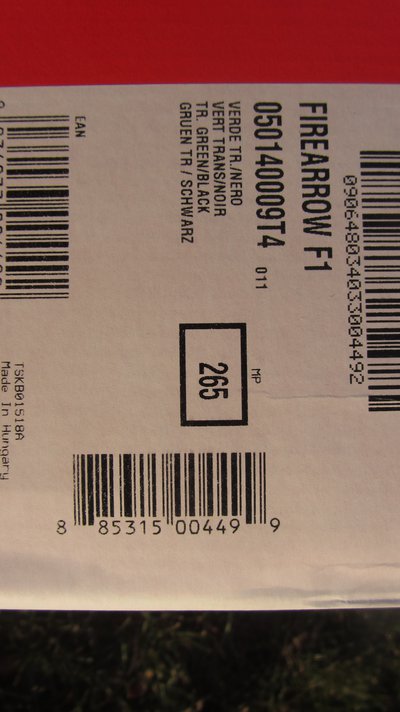 090648034033004492
FIREARROW F1
050140009T4 011
VERDE TR./NERO
VERT TRANS/NOIR
TR. GREEN/BLACK
GRUEN TR / SCHWARZ
MP
265
8 85315 00449 9
EAN
TSKB01518A
Made In Hungary